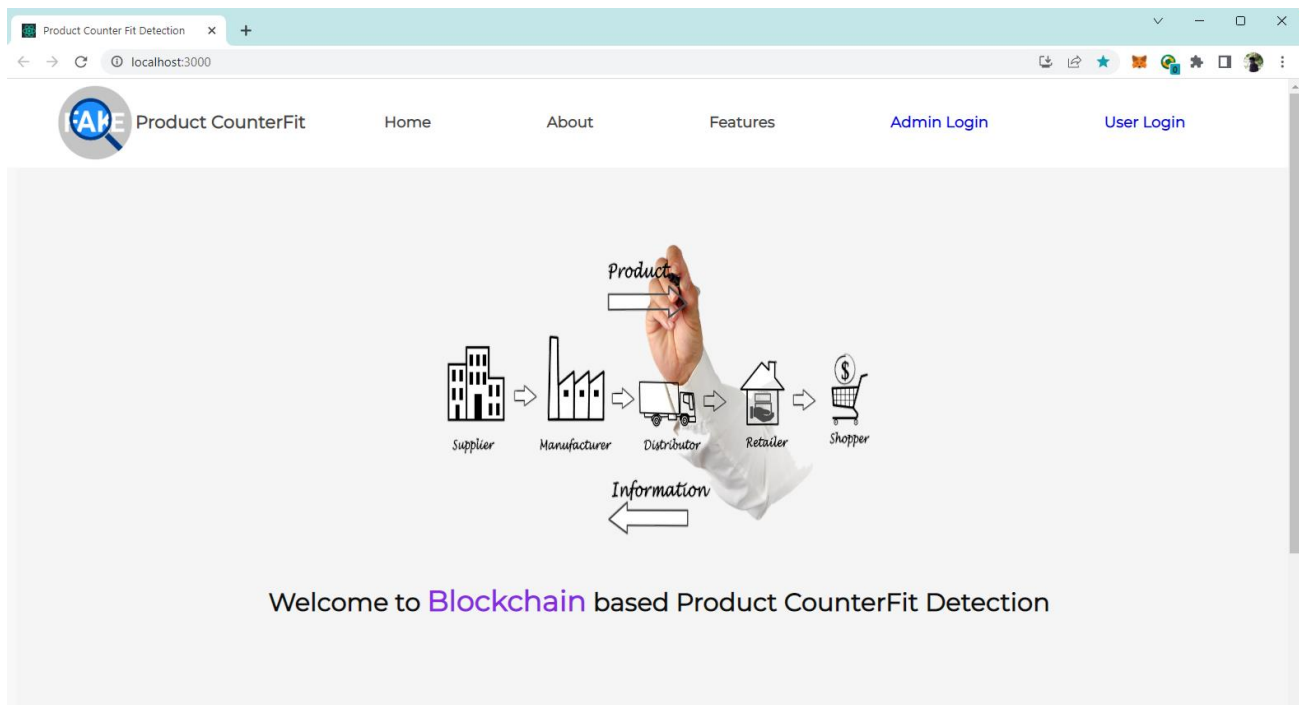 Product Counter Fit Detection
localhost:3000
FAKE
Product CounterFit Home About Features Admin Login User Login
Product
Supplier Manufacturer Distributor Retailer Shopper
$
Information
Welcome to Blockchain based Product CounterFit Detection